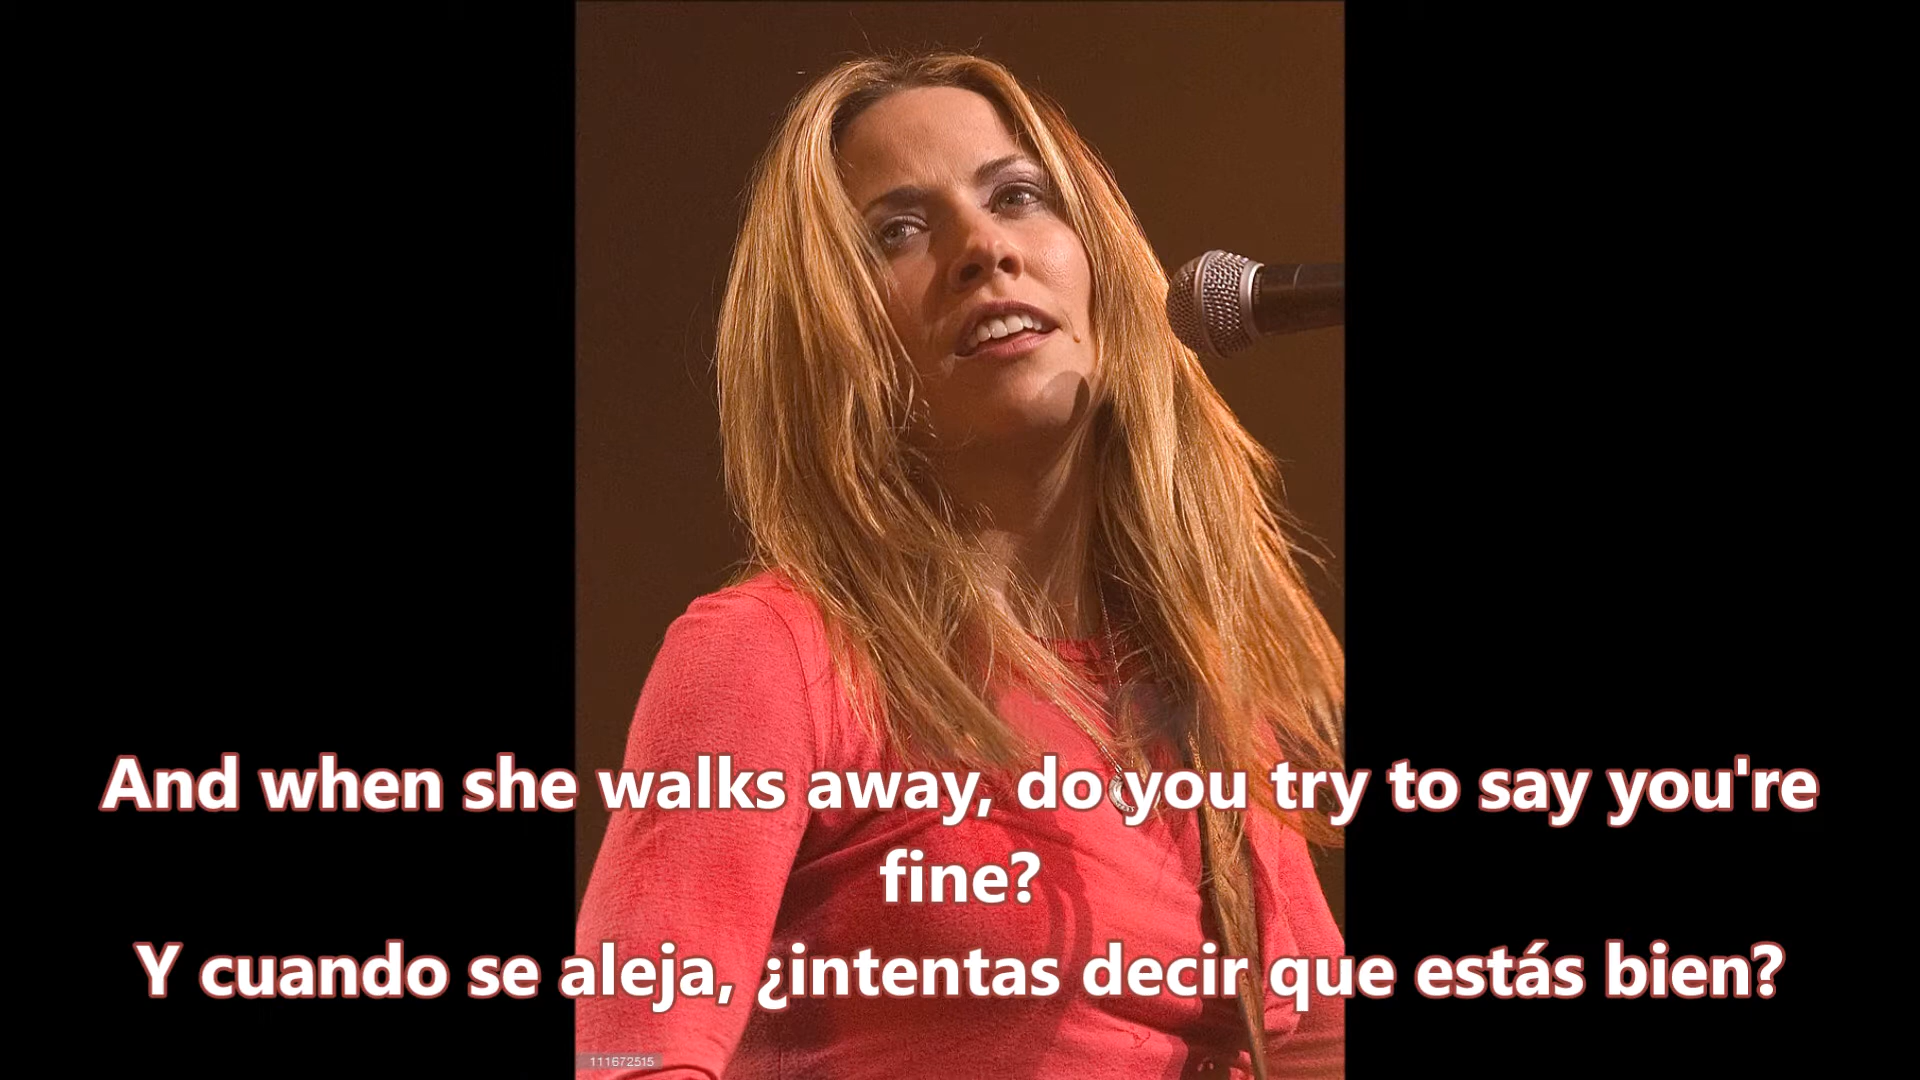 And when she walks away, do you try to say you're
fine?
Y cuando se aleja, ¿intentas decir que estás bien?
111672515